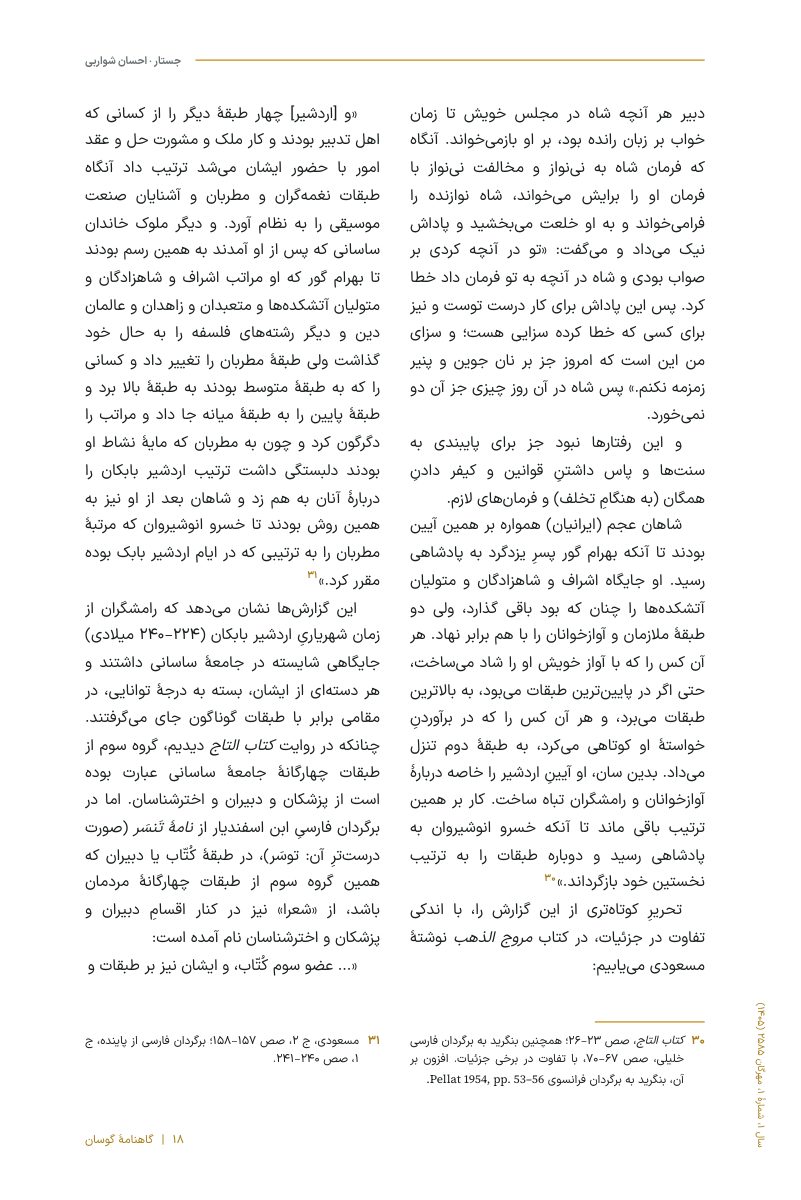 جستار · احسان شواربی
دبیر هر آنچه شاه در مجلس خویش تا زمان
خواب بر زبان رانده بود، بر او بازمی‌خواند. آنگاه
که فرمان شاه به نی‌نواز و مخالفت نی‌نواز با
فرمان او را برایش می‌خواند، شاه نوازنده را
فرامی‌خواند و به او خلعت می‌بخشید و پاداش
نیک می‌داد و می‌گفت: «تو در آنچه کردی بر
صواب بودی و شاه در آنچه به تو فرمان داد خطا
کرد. پس این پاداش برای کار درست توست و نیز
برای کسی که خطا کرده سزایی هست؛ و سزای
من این است که امروز جز بر نان جوین و پنیر
زمزمه نکنم.» پس شاه در آن روز چیزی جز آن دو
نمی‌خورد.
و این رفتارها نبود جز برای پایبندی به
سنت‌ها و پاس داشتنِ قوانین و کیفر دادنِ
همگان (به هنگامِ تخلف) و فرمان‌های لازم.
شاهان عجم (ایرانیان) همواره بر همین آیین
بودند تا آنکه بهرام گور پسرِ یزدگرد به پادشاهی
رسید. او جایگاه اشراف و شاهزادگان و متولیان
آتشکده‌ها را چنان که بود باقی گذارد، ولی دو
طبقهٔ ملازمان و آوازخوانان را با هم برابر نهاد. هر
آن کس را که با آواز خویش او را شاد می‌ساخت،
حتی اگر در پایین‌ترین طبقات می‌بود، به بالاترین
طبقات می‌برد، و هر آن کس را که در برآوردنِ
خواستهٔ او کوتاهی می‌کرد، به طبقهٔ دوم تنزل
می‌داد. بدین سان، او آیینِ اردشیر را خاصه دربارهٔ
آوازخوانان و رامشگران تباه ساخت. کار بر همین
ترتیب باقی ماند تا آنکه خسرو انوشیروان به
پادشاهی رسید و دوباره طبقات را به ترتیب
نخستین خود بازگرداند.»۳۰
تحریرِ کوتاه‌تری از این گزارش را، با اندکی
تفاوت در جزئیات، در کتاب مروج الذهب نوشتهٔ
مسعودی می‌یابیم:
«و [اردشیر] چهار طبقهٔ دیگر را از کسانی که
اهل تدبیر بودند و کار ملک و مشورت حل و عقد
امور با حضور ایشان می‌شد ترتیب داد آنگاه
طبقات نغمه‌گران و مطربان و آشنایان صنعت
موسیقی را به نظام آورد. و دیگر ملوک خاندان
ساسانی که پس از او آمدند به همین رسم بودند
تا بهرام گور که او مراتب اشراف و شاهزادگان و
متولیان آتشکده‌ها و متعبدان و زاهدان و عالمان
دین و دیگر رشته‌های فلسفه را به حال خود
گذاشت ولی طبقهٔ مطربان را تغییر داد و کسانی
را که به طبقهٔ متوسط بودند به طبقهٔ بالا برد و
طبقهٔ پایین را به طبقهٔ میانه جا داد و مراتب را
دگرگون کرد و چون به مطربان که مایهٔ نشاط او
بودند دلبستگی داشت ترتیب اردشیر بابکان را
دربارهٔ آنان به هم زد و شاهان بعد از او نیز به
همین روش بودند تا خسرو انوشیروان که مرتبهٔ
مطربان را به ترتیبی که در ایام اردشیر بابک بوده
مقرر کرد.»۳۱
این گزارش‌ها نشان می‌دهد که رامشگران از
زمان شهریاریِ اردشیر بابکان (۲۲۴–۲۴۰ میلادی)
جایگاهی شایسته در جامعهٔ ساسانی داشتند و
هر دسته‌ای از ایشان، بسته به درجهٔ توانایی، در
مقامی برابر با طبقات گوناگون جای می‌گرفتند.
چنانکه در روایت کتاب التاج دیدیم، گروه سوم از
طبقات چهارگانهٔ جامعهٔ ساسانی عبارت بوده
است از پزشکان و دبیران و اخترشناسان. اما در
برگردان فارسیِ ابن اسفندیار از نامهٔ تَنسَر (صورت
درست‌ترِ آن: توسَر)، در طبقهٔ کُتّاب یا دبیران که
همین گروه سوم از طبقات چهارگانهٔ مردمان
باشد، از «شعرا» نیز در کنار اقسامِ دبیران و
پزشکان و اخترشناسان نام آمده است:
«... عضو سوم کُتّاب، و ایشان نیز بر طبقات و
۳۰ کتاب التاج، صص ۲۳–۲۶؛ همچنین بنگرید به برگردان فارسی
خلیلی، صص ۶۷–۷۰، با تفاوت در برخی جزئیات. افزون بر
آن، بنگرید به برگردان فرانسوی Pellat 1954, pp. 53–56.
۳۱ مسعودی، ج ۲، صص ۱۵۷–۱۵۸؛ برگردان فارسی از پاینده، ج
۱، صص ۲۴۰–۲۴۱.
سال ۱، شمارهٔ ۱، مهرگان ۲۵۸۵ (۱۴۰۵)
۱۸ | گاهنامهٔ گوسان